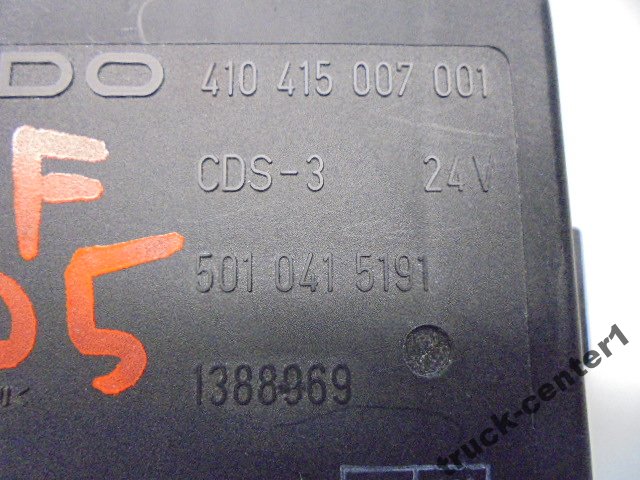 DO 410 415 007 001
F
CDS-3 24V
501 041 5191
05
1388969
truck-center1